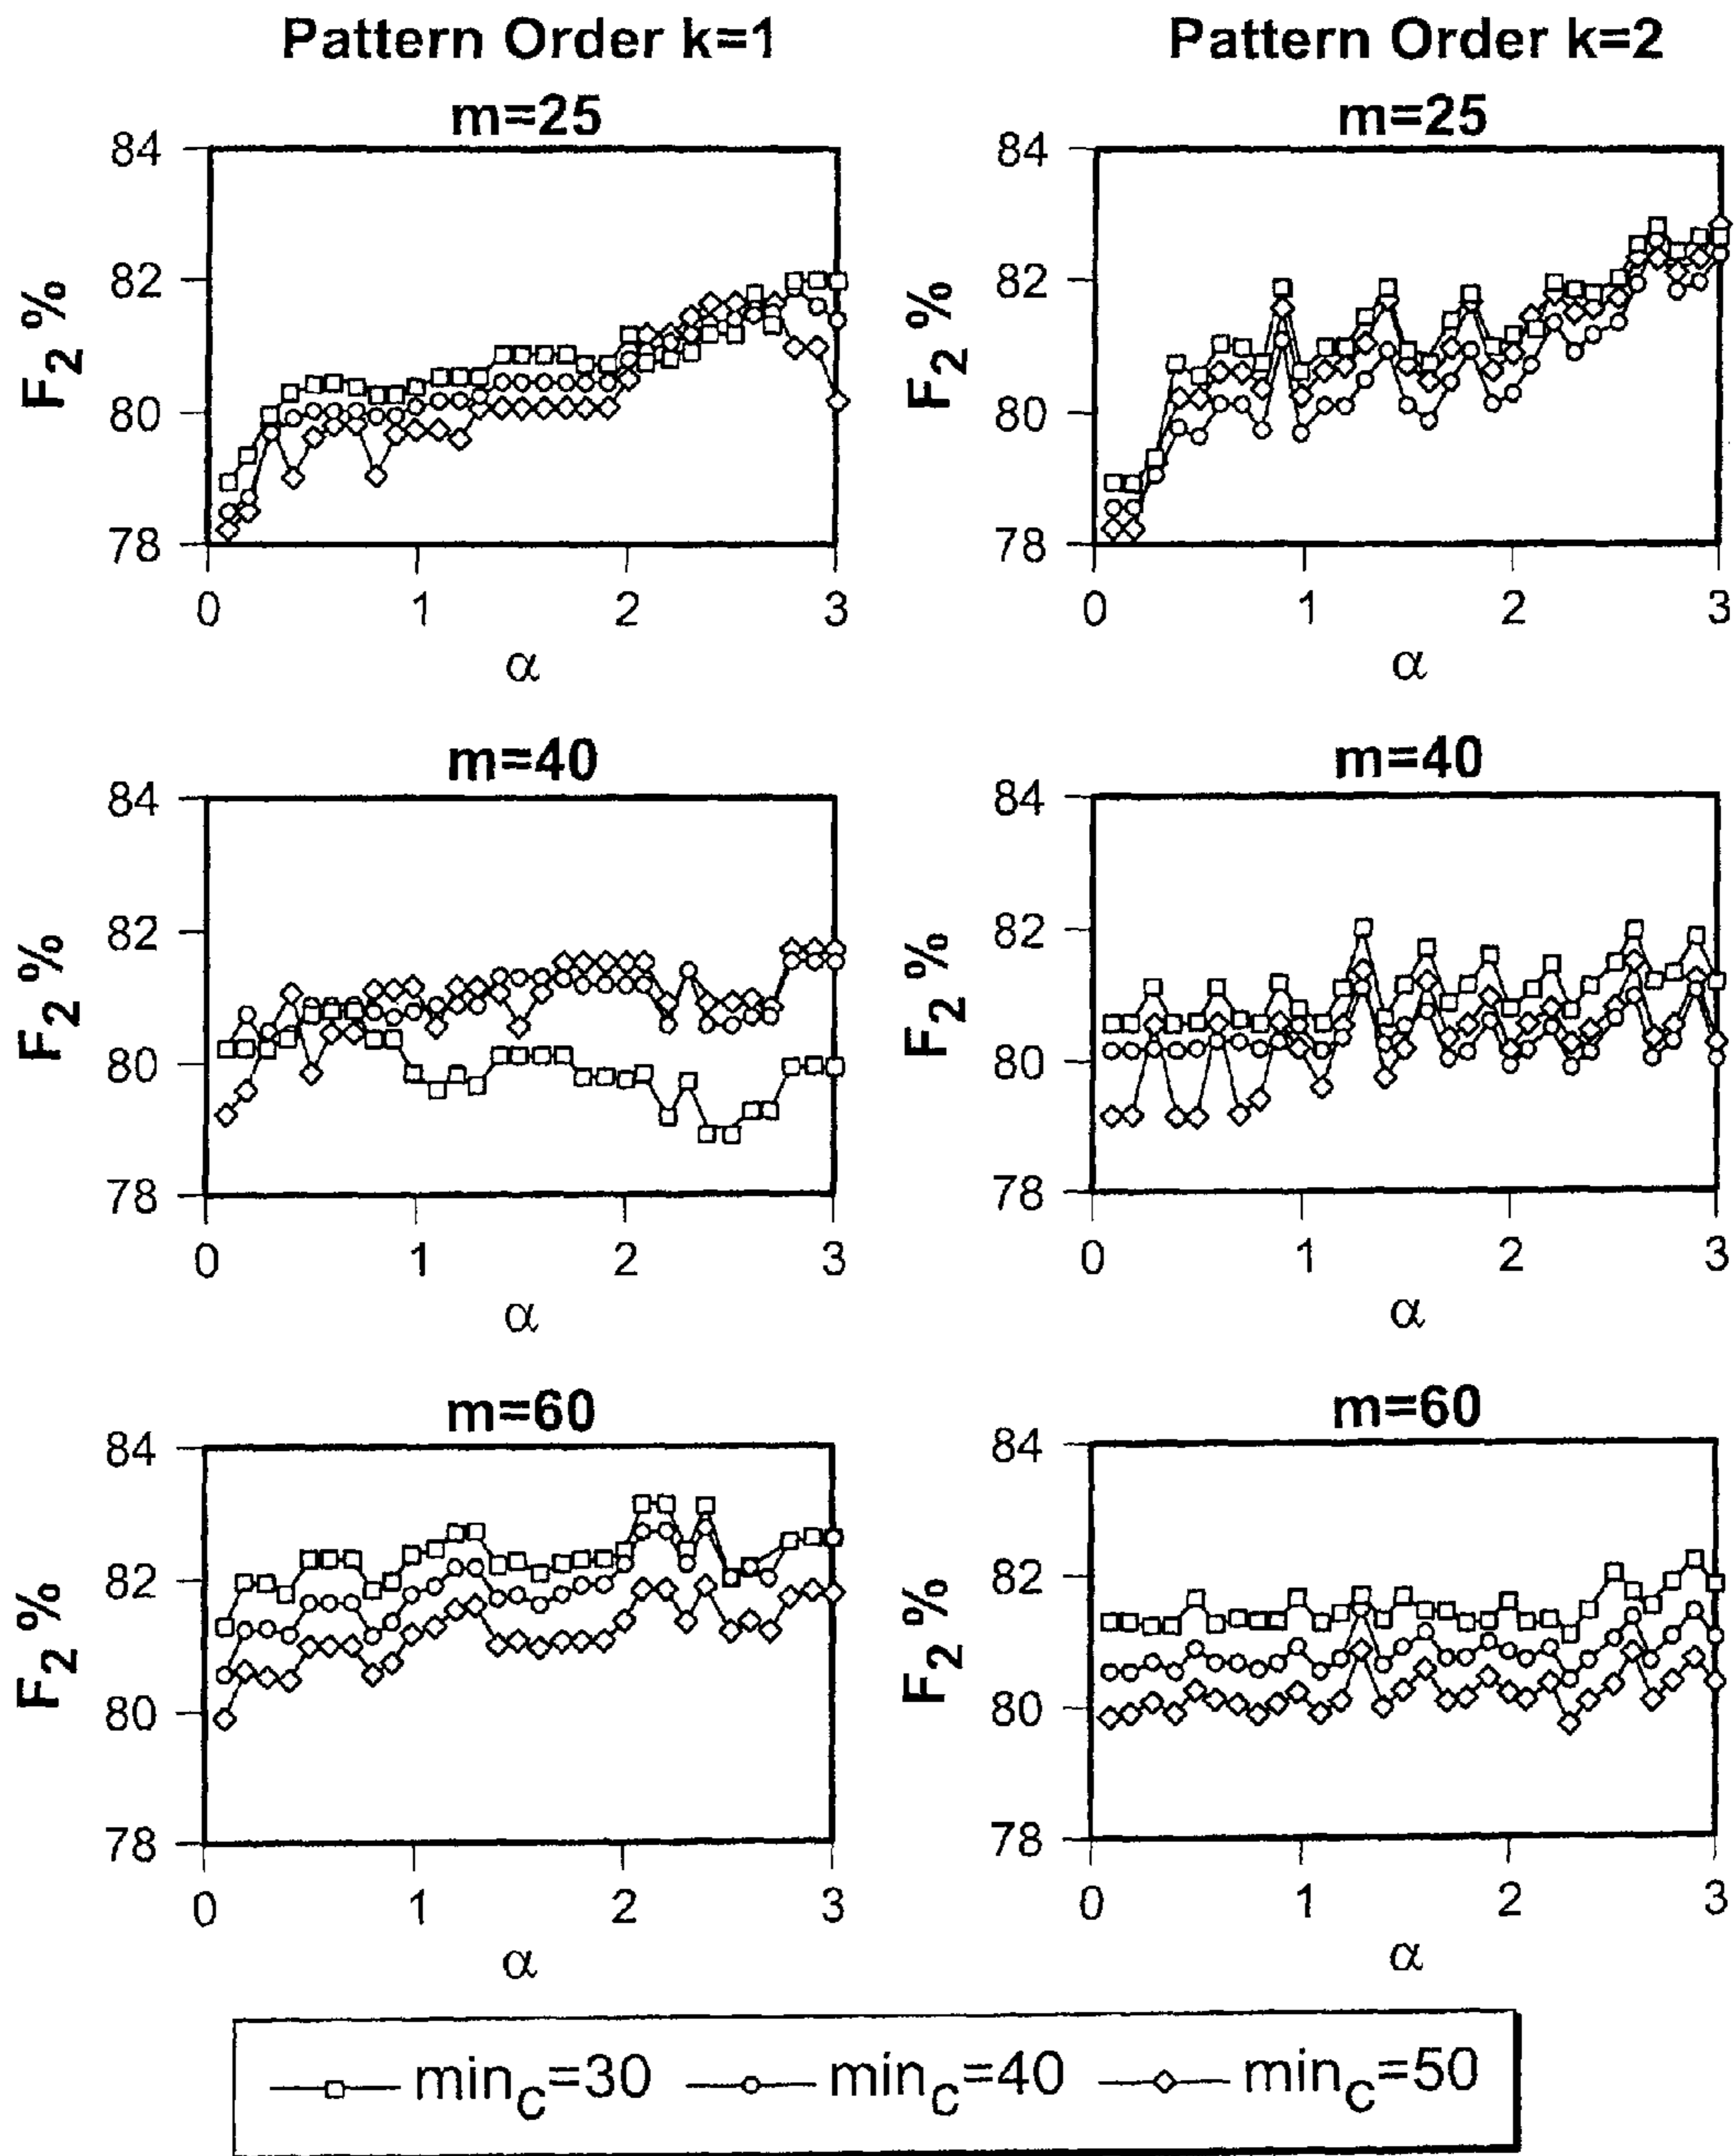 Pattern Order k=1
Pattern Order k=2
m=25
m=25
84
82
80
78
F2 %
0 1 2 3
α
84
82
80
78
F2 %
0 1 2 3
α
m=40
m=40
84
82
80
78
F2 %
0 1 2 3
α
84
82
80
78
F2 %
0 1 2 3
α
m=60
m=60
84
82
80
78
F2 %
0 1 2 3
α
84
82
80
78
F2 %
0 1 2 3
α
minC=30 minC=40 minC=50